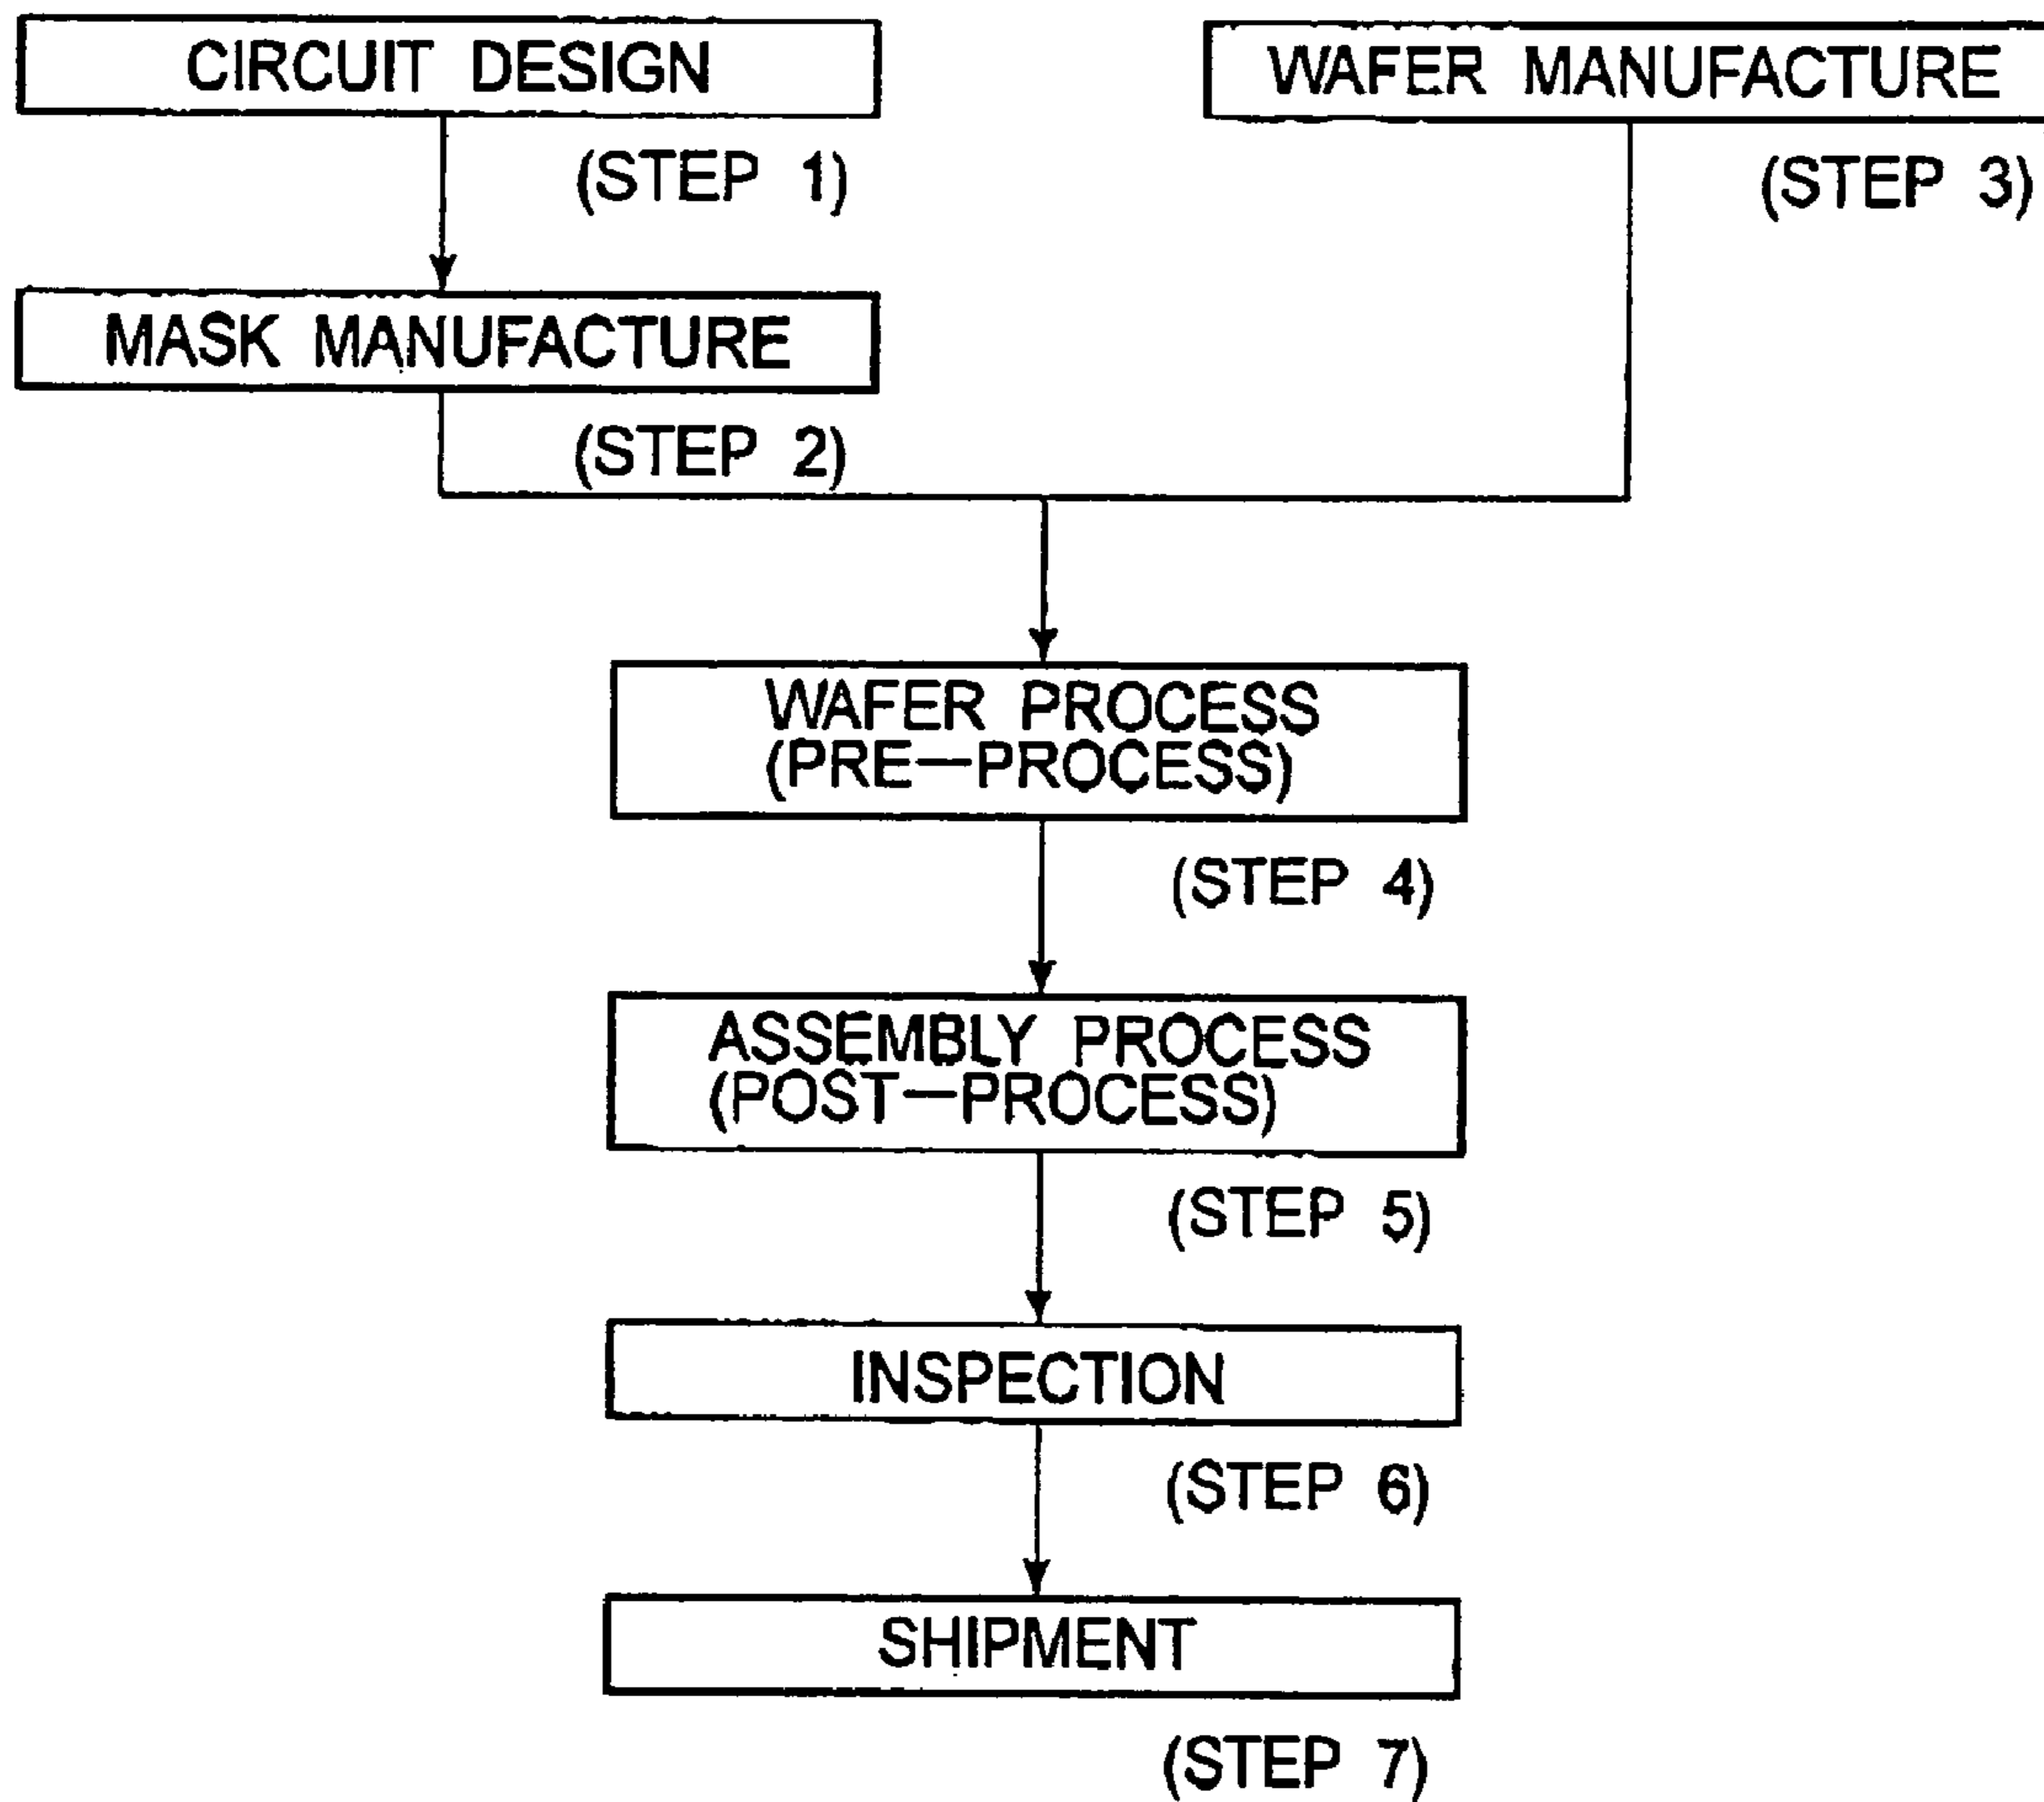 CIRCUIT DESIGN
(STEP 1)
MASK MANUFACTURE
(STEP 2)
WAFER MANUFACTURE
(STEP 3)
WAFER PROCESS
(PRE—PROCESS)
(STEP 4)
ASSEMBLY PROCESS
(POST—PROCESS)
(STEP 5)
INSPECTION
(STEP 6)
SHIPMENT
(STEP 7)